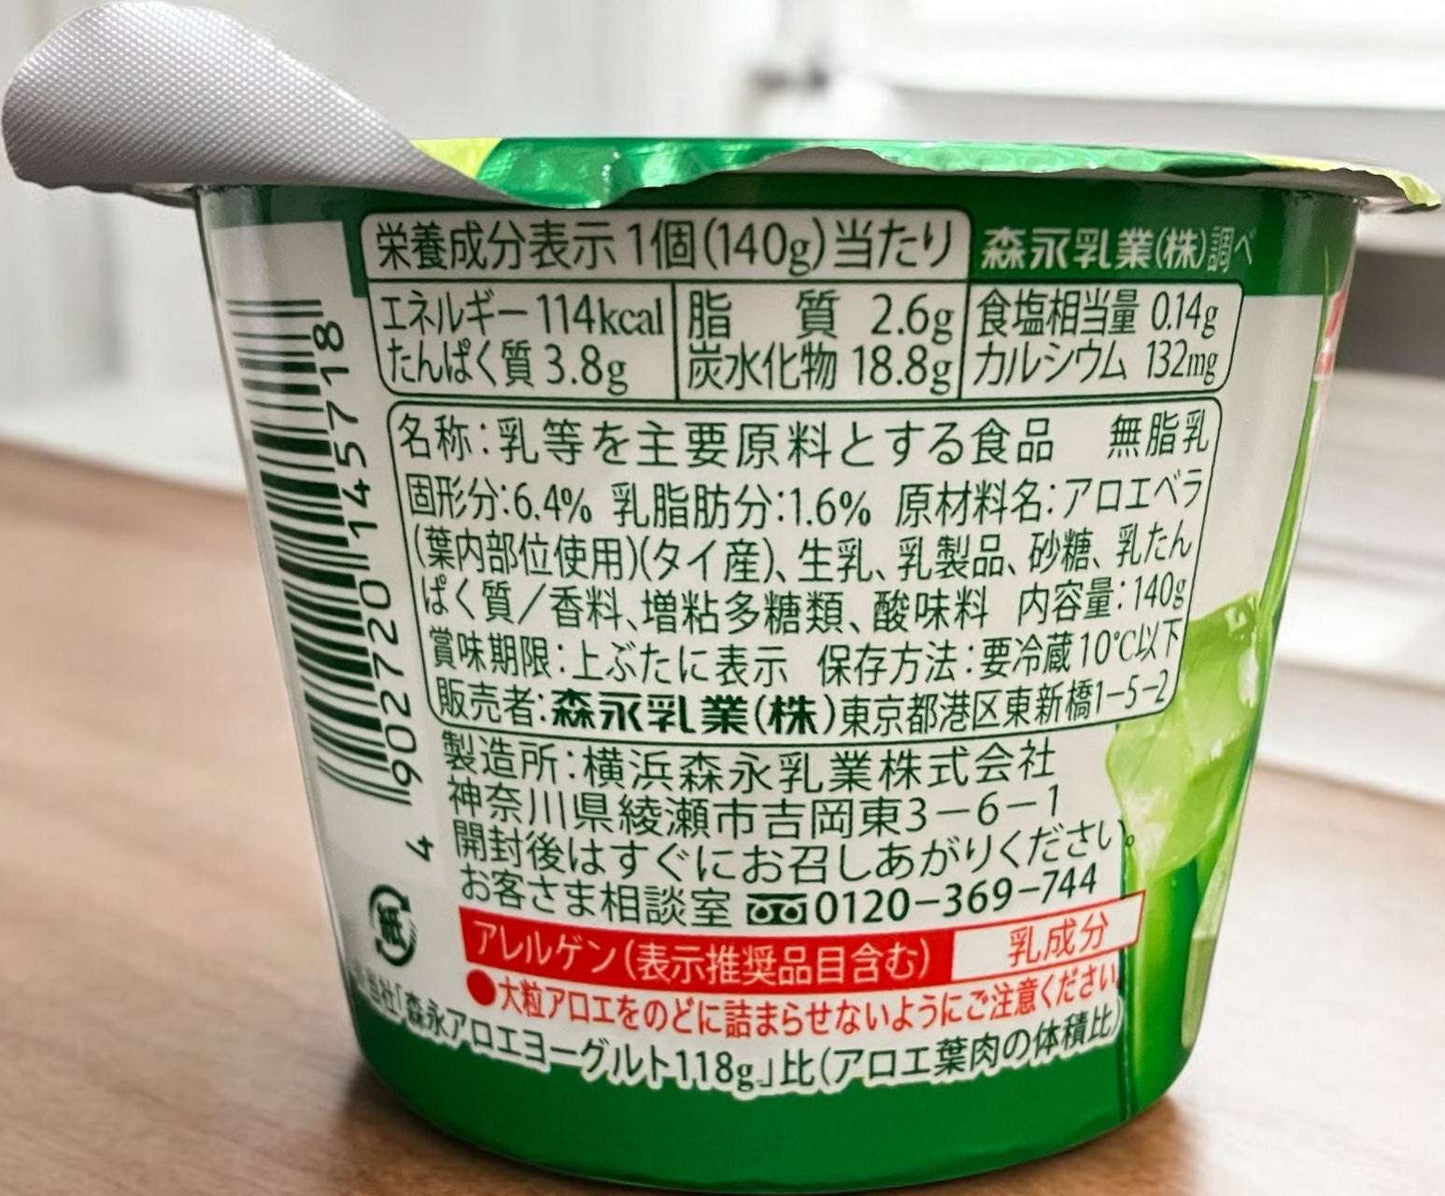 栄養成分表示 1個(140g)当たり 森永乳業(株)調べ
エネルギー 114kcal 脂 質 2.6g 食塩相当量 0.14g
たんぱく質 3.8g 炭水化物 18.8g カルシウム 132mg
名称:乳等を主要原料とする食品 無脂乳
固形分:6.4% 乳脂肪分:1.6% 原材料名:アロエベラ
(葉内部位使用)(タイ産)、生乳、乳製品、砂糖、乳たん
ぱく質/香料、増粘多糖類、酸味料 内容量:140g
賞味期限:上ぶたに表示 保存方法:要冷蔵10℃以下
販売者:森永乳業(株)東京都港区東新橋1-5-2
製造所:横浜森永乳業株式会社
神奈川県綾瀬市吉岡東3-6-1
開封後はすぐにお召しあがりください。
お客さま相談室 0120-369-744
アレルゲン(表示推奨品目含む) 乳成分
●大粒アロエをのどに詰まらせないようにご注意ください
当社「森永アロエヨーグルト118g」比(アロエ葉肉の体積比)
4 902720 145718
紙